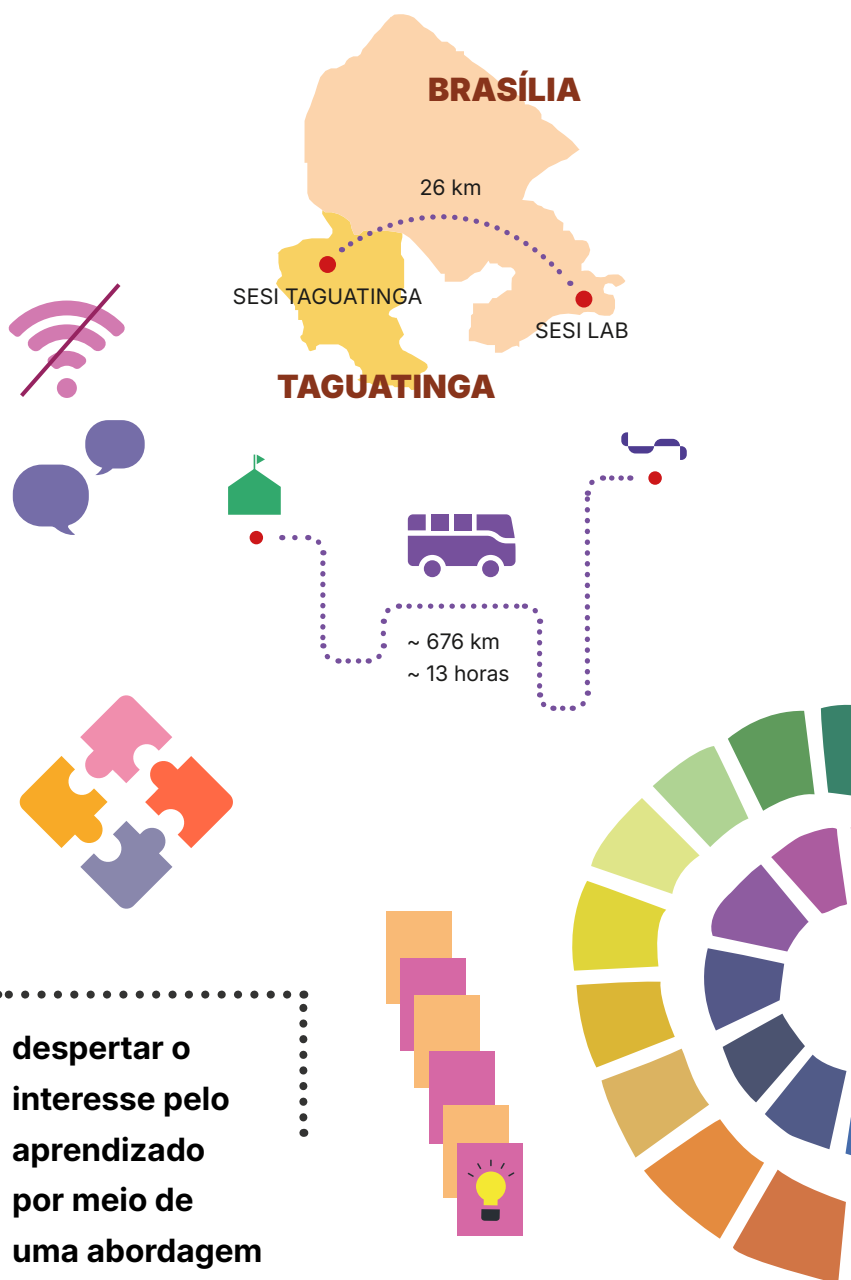 BRASÍLIA
26 km
SESI TAGUATINGA
SESI LAB
TAGUATINGA
~ 676 km
~ 13 horas
despertar o
interesse pelo
aprendizado
por meio de
uma abordagem